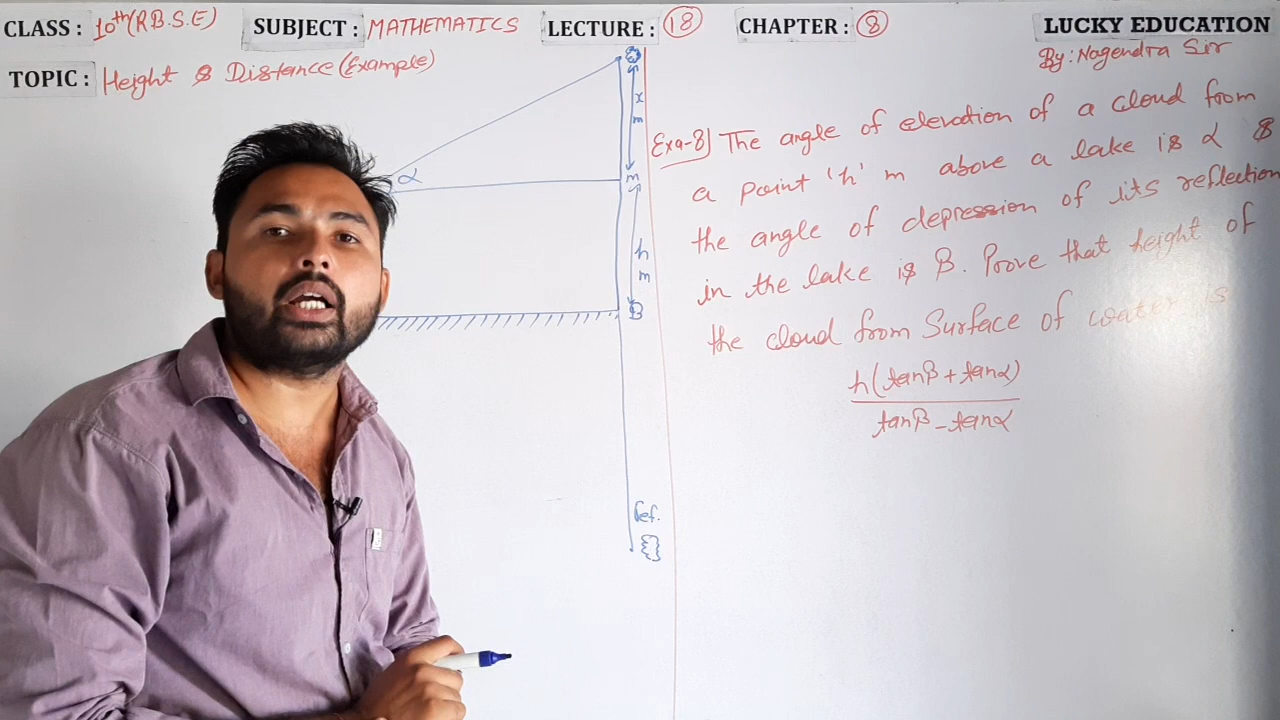 CLASS : 10th (R.B.S.E) SUBJECT : MATHEMATICS LECTURE : 18 CHAPTER : 8 LUCKY EDUCATION
By: Nagendra Sir
TOPIC : Height & Distance (Example)
Exa-8] The angle of elevation of a cloud from
a point 'h' m above a lake is α &
the angle of depression of its reflection
in the lake is β. Prove that height of
the cloud from Surface of water is
h(tanβ + tanα)
tanβ - tanα
x
m
α
m
h
m
B
Ref.